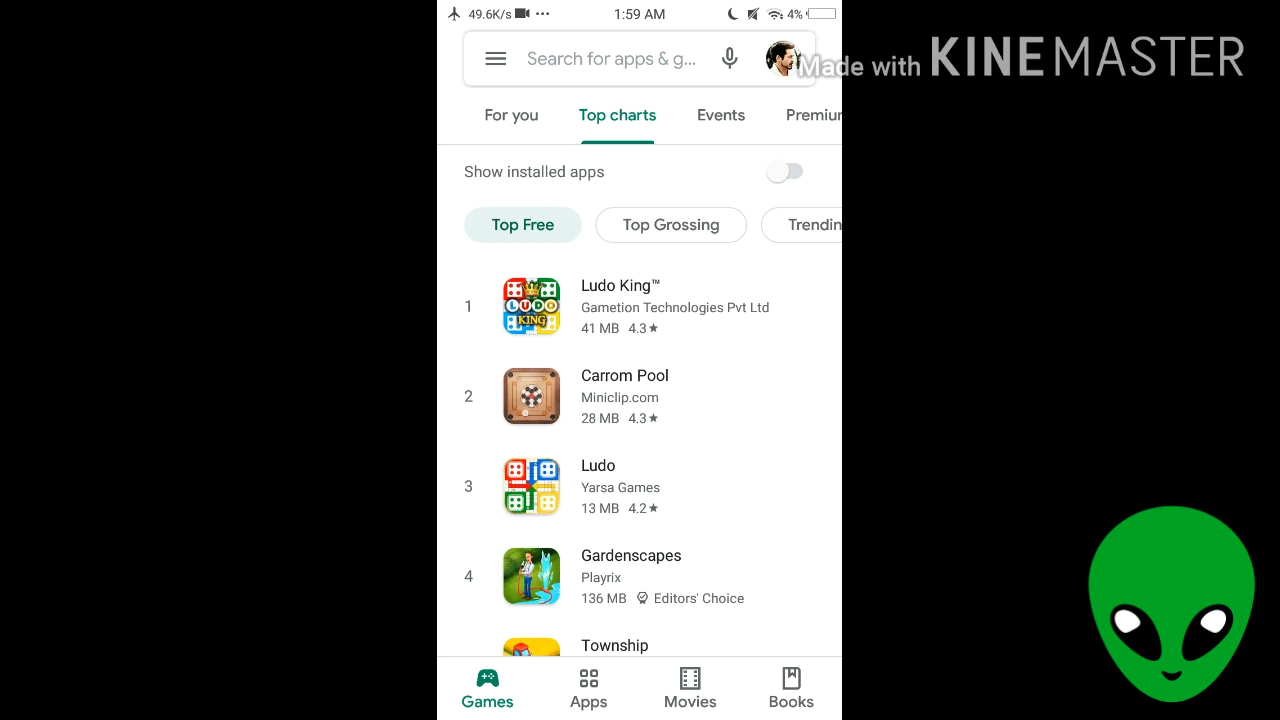 49.6K/s ... 1:59 AM 4%
Search for apps & g...
Made with KINEMASTER
For you Top charts Events Premiur
Show installed apps
Top Free Top Grossing Trendin
1 Ludo King™
Gametion Technologies Pvt Ltd
41 MB 4.3★
LUDO
KING
2 Carrom Pool
Miniclip.com
28 MB 4.3★
3 Ludo
Yarsa Games
13 MB 4.2★
4 Gardenscapes
Playrix
136 MB Editors' Choice
Township
Games Apps Movies Books